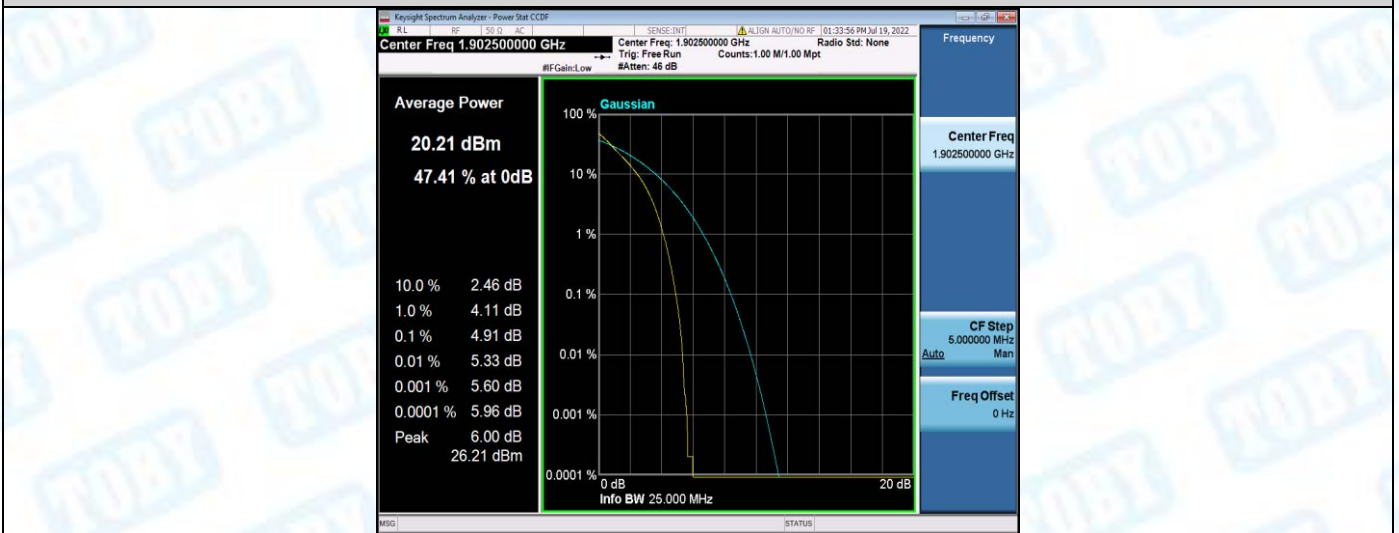 Keysight Spectrum Analyzer - Power Stat CCDF
RL RF 50 Ω AC SENSE:INT ALIGN AUTO/NO RF 01:33:56 PM Jul 19, 2022
Center Freq 1.902500000 GHz
Center Freq: 1.902500000 GHz Radio Std: None
Trig: Free Run Counts:1.00 M/1.00 Mpt
#IFGain:Low #Atten: 46 dB
Frequency
Average Power
20.21 dBm
47.41 % at 0dB
10.0 % 2.46 dB
1.0 % 4.11 dB
0.1 % 4.91 dB
0.01 % 5.33 dB
0.001 % 5.60 dB
0.0001 % 5.96 dB
Peak 6.00 dB
26.21 dBm
Gaussian
100 %
10 %
1 %
0.1 %
0.01 %
0.001 %
0.0001 %
0 dB 20 dB
Info BW 25.000 MHz
Center Freq
1.902500000 GHz
CF Step
5.000000 MHz
Auto Man
Freq Offset
0 Hz
MSG STATUS
TOBY
TOBY
TOBY
TOBY
TOBY
TOBY
TOBY
TOBY